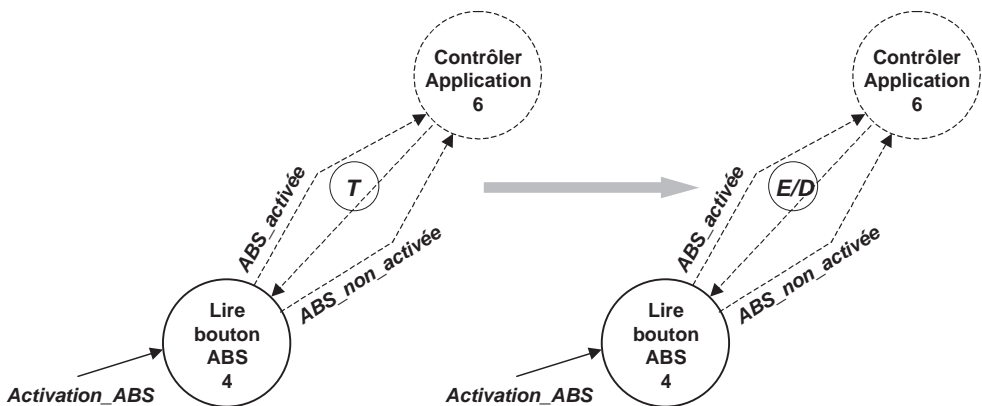 Contrôler
Application
6
T
ABS_activée
ABS_non_activée
Lire
bouton
ABS
4
Activation_ABS
Contrôler
Application
6
E/D
ABS_activée
ABS_non_activée
Lire
bouton
ABS
4
Activation_ABS